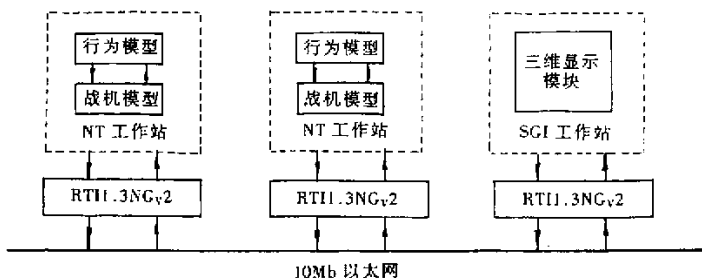 行为模型
战机模型
NT 工作站
行为模型
战机模型
NT 工作站
三维显示
模块
SGI 工作站
RTI1.3NGv2
RTI1.3NGv2
RTI1.3NGv2
10Mb 以太网